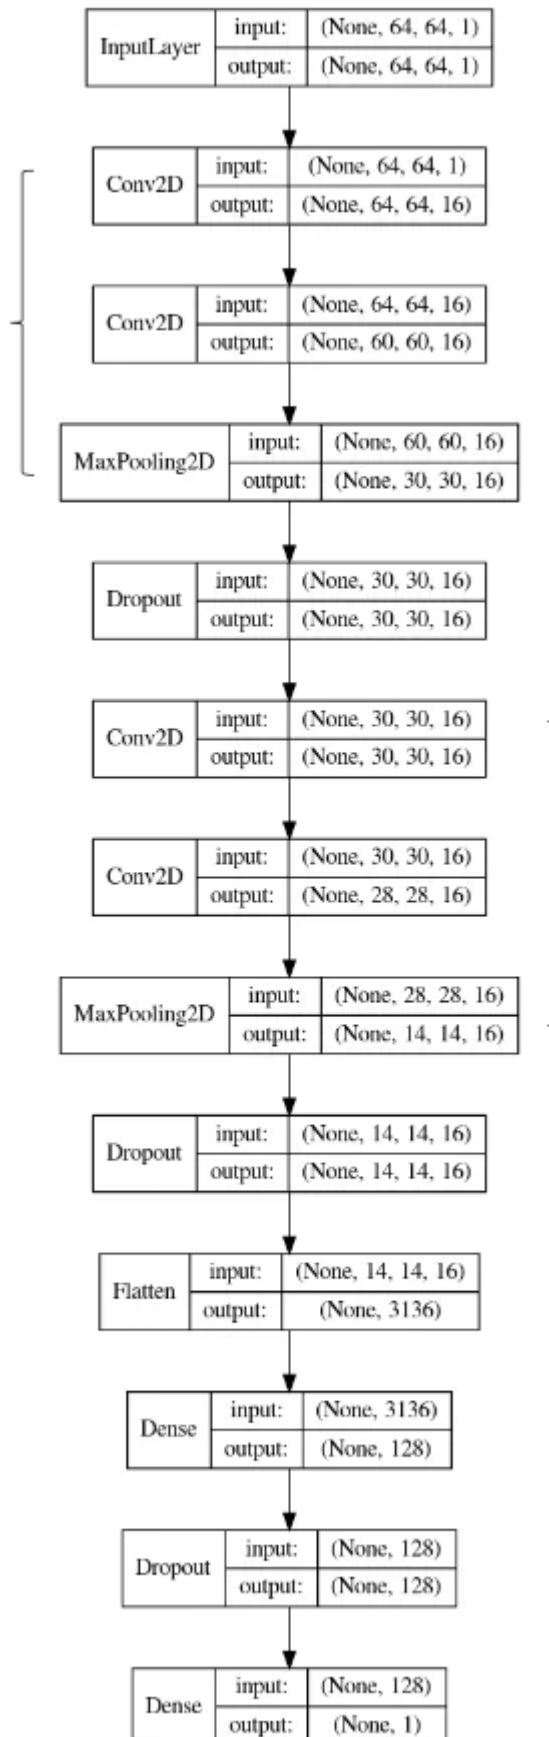 InputLayer
input: (None, 64, 64, 1)
output: (None, 64, 64, 1)
Conv2D
input: (None, 64, 64, 1)
output: (None, 64, 64, 16)
Conv2D
input: (None, 64, 64, 16)
output: (None, 60, 60, 16)
MaxPooling2D
input: (None, 60, 60, 16)
output: (None, 30, 30, 16)
Dropout
input: (None, 30, 30, 16)
output: (None, 30, 30, 16)
Conv2D
input: (None, 30, 30, 16)
output: (None, 30, 30, 16)
Conv2D
input: (None, 30, 30, 16)
output: (None, 28, 28, 16)
MaxPooling2D
input: (None, 28, 28, 16)
output: (None, 14, 14, 16)
Dropout
input: (None, 14, 14, 16)
output: (None, 14, 14, 16)
Flatten
input: (None, 14, 14, 16)
output: (None, 3136)
Dense
input: (None, 3136)
output: (None, 128)
Dropout
input: (None, 128)
output: (None, 128)
Dense
input: (None, 128)
output: (None, 1)